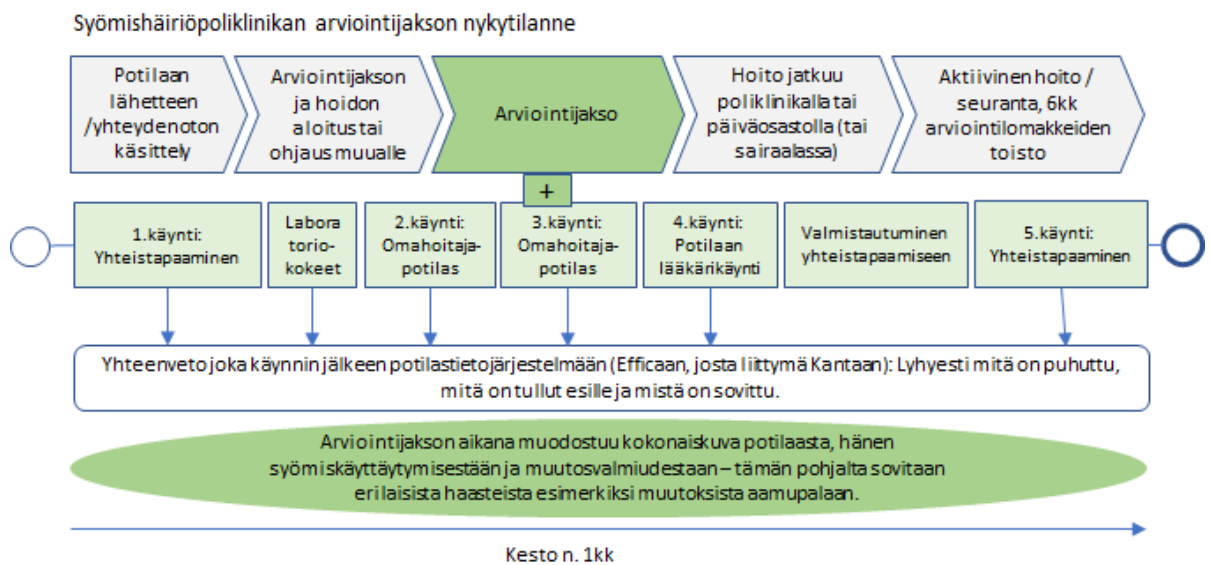 Syömishäiriöpoliklinikan arviointijakson nykytilanne
Potilaan
lähetteen
/yhteydenoton
käsittely
Arviointijakson
ja hoidon
aloitus tai
ohjaus muualle
Arviointijakso
Hoito jatkuu
poliklinikalla tai
päiväosastolla (tai
sairaalassa)
Aktiivinen hoito /
seuranta, 6kk
arviointilomakkeiden
toisto
+
1.käynti:
Yhteistapaaminen
Labora
torio-
kokeet
2.käynti:
Omahoitaja-
potilas
3.käynti:
Omahoitaja-
potilas
4.käynti:
Potilaan
lääkärikäynti
Valmistautuminen
yhteistapaamiseen
5.käynti:
Yhteistapaaminen
Yhteenveto joka käynnin jälkeen potilastietojärjestelmään (Efficaan, josta liittymä Kantaan): Lyhyesti mitä on puhuttu,
mitä on tullut esille ja mistä on sovittu.
Arviointijakson aikana muodostuu kokonaiskuva potilaasta, hänen
syömiskäyttäytymisestään ja muutosvalmiudestaan – tämän pohjalta sovitaan
erilaisista haasteista esimerkiksi muutoksista aamupalaan.
Kesto n. 1kk